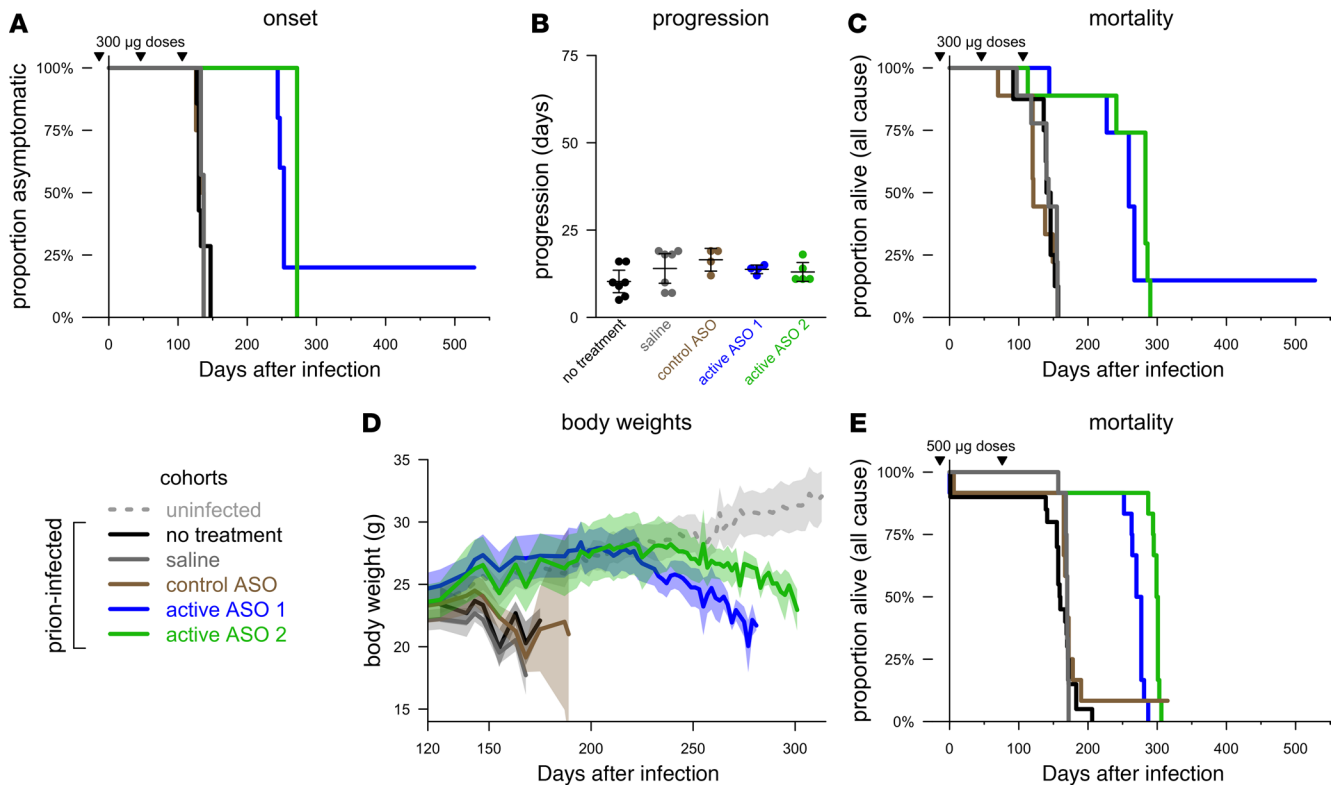 A
onset
300 µg doses
proportion asymptomatic
100%
75%
50%
25%
0%
0
100
200
300
400
500
Days after infection
B
progression
progression (days)
75
50
25
0
no treatment
saline
control ASO
active ASO 1
active ASO 2
C
mortality
300 µg doses
proportion alive (all cause)
100%
75%
50%
25%
0%
0
100
200
300
400
500
Days after infection
cohorts
prion-infected
uninfected
no treatment
saline
control ASO
active ASO 1
active ASO 2
D
body weights
body weight (g)
35
30
25
20
15
120
150
200
250
300
Days after infection
E
mortality
500 µg doses
proportion alive (all cause)
100%
75%
50%
25%
0%
0
100
200
300
400
500
Days after infection